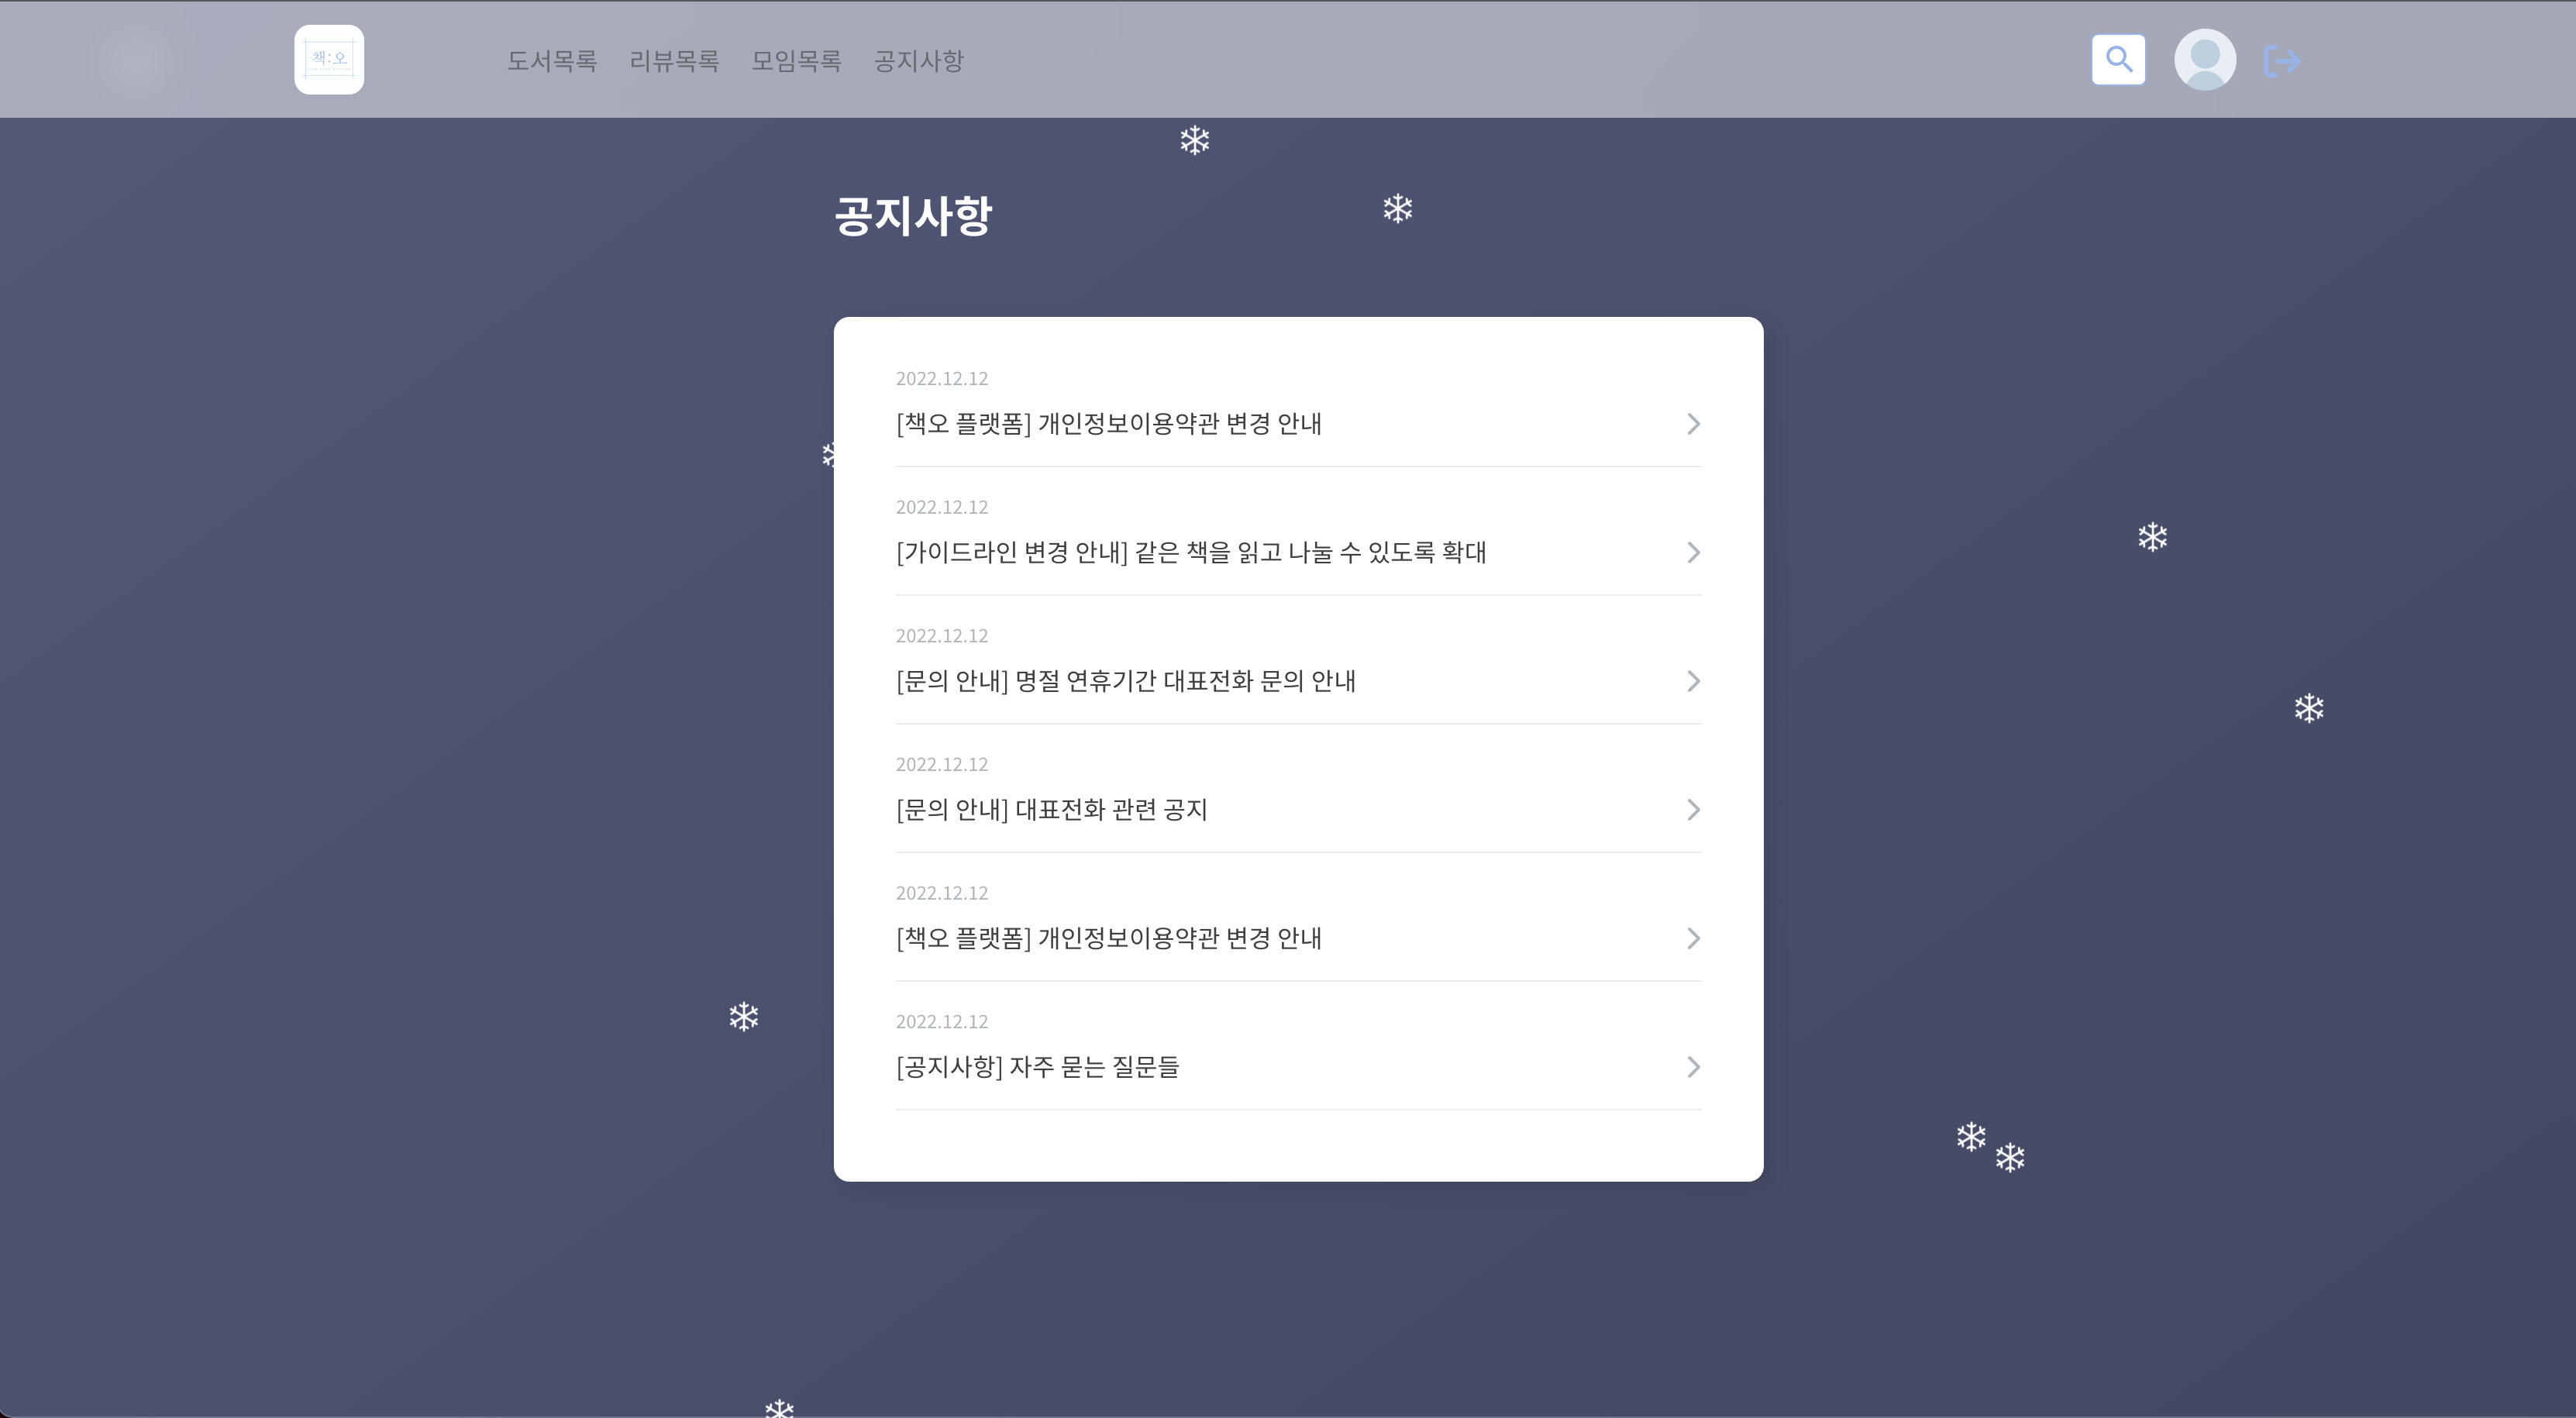 책:오
도서목록 리뷰목록 모임목록 공지사항
공지사항
2022.12.12
[책오 플랫폼] 개인정보이용약관 변경 안내
2022.12.12
[가이드라인 변경 안내] 같은 책을 읽고 나눌 수 있도록 확대
2022.12.12
[문의 안내] 명절 연휴기간 대표전화 문의 안내
2022.12.12
[문의 안내] 대표전화 관련 공지
2022.12.12
[책오 플랫폼] 개인정보이용약관 변경 안내
2022.12.12
[공지사항] 자주 묻는 질문들